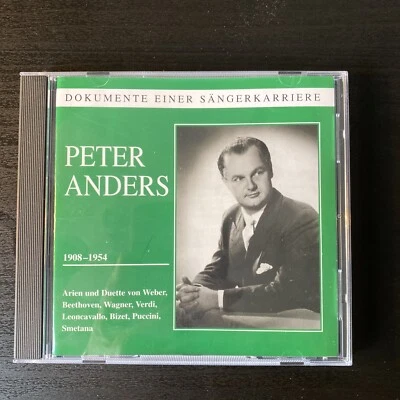 DOKUMENTE EINER SÄNGERKARRIERE
PETER
ANDERS
1908–1954
Arien und Duette von Weber,
Beethoven, Wagner, Verdi,
Leoncavallo, Bizet, Puccini,
Smetana